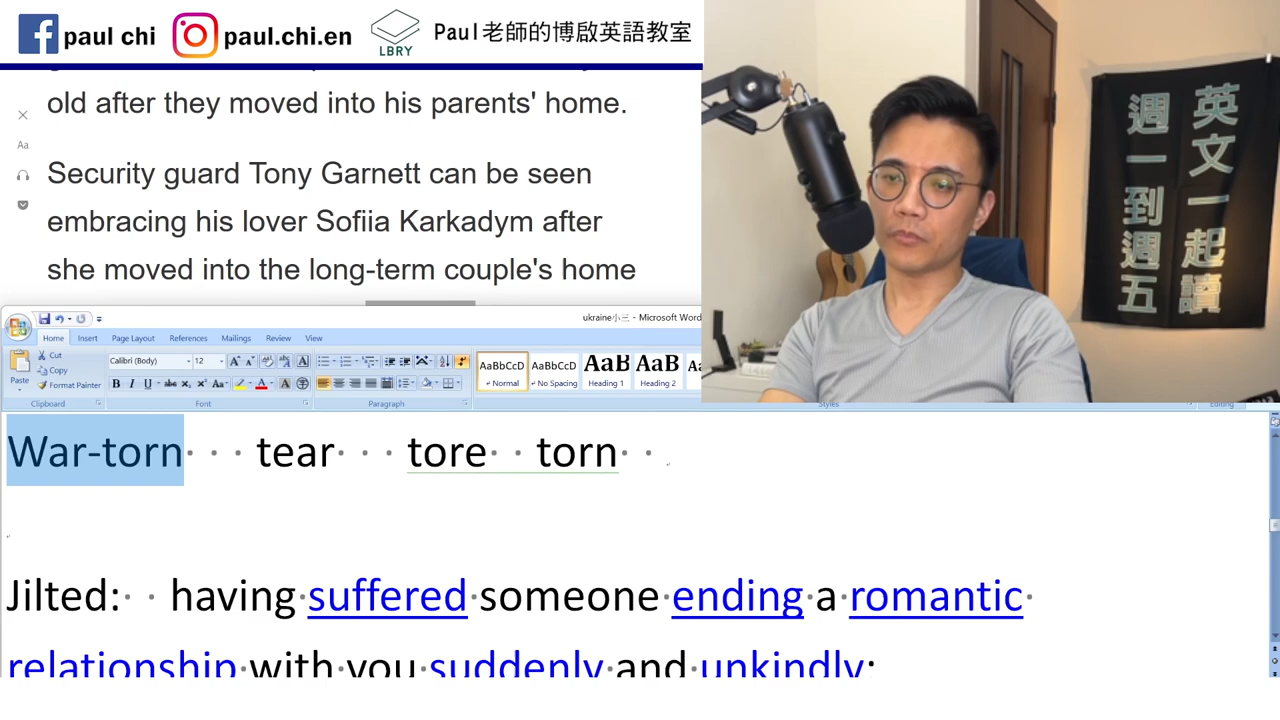 paul chi
paul.chi.en
LBRY
Paul老師的博啟英語教室
old after they moved into his parents' home.
Aa
Security guard Tony Garnett can be seen
embracing his lover Sofiia Karkadym after
she moved into the long-term couple's home
英文一起讀
週一到週五
ukraine小三 - Microsoft Word
Home Insert Page Layout References Mailings Review View
Paste
Cut
Copy
Format Painter
Calibri (Body) 12
AaBbCcD AaBbCcD AaBb AaBb
Normal No Spacing Heading 1 Heading 2
Clipboard Font Paragraph Styles Editing
War-torn tear tore torn
Jilted: having suffered someone ending a romantic
relationship with you suddenly and unkindly: